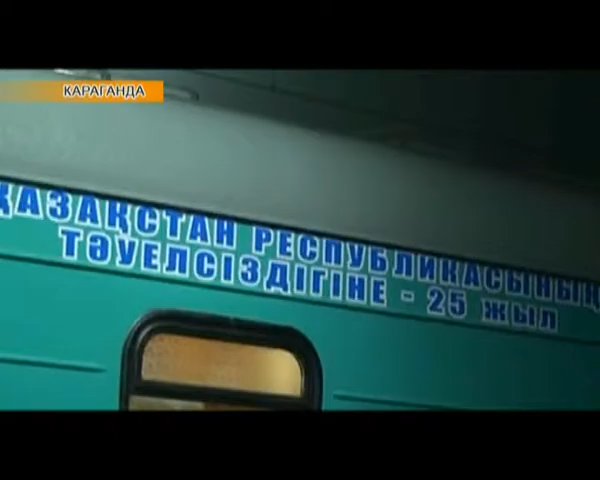 КАРАГАНДА
ҚАЗАҚСТАН РЕСПУБЛИКАСЫНЫҢ
ТӘУЕЛСІЗДІГІНЕ - 25 ЖЫЛ